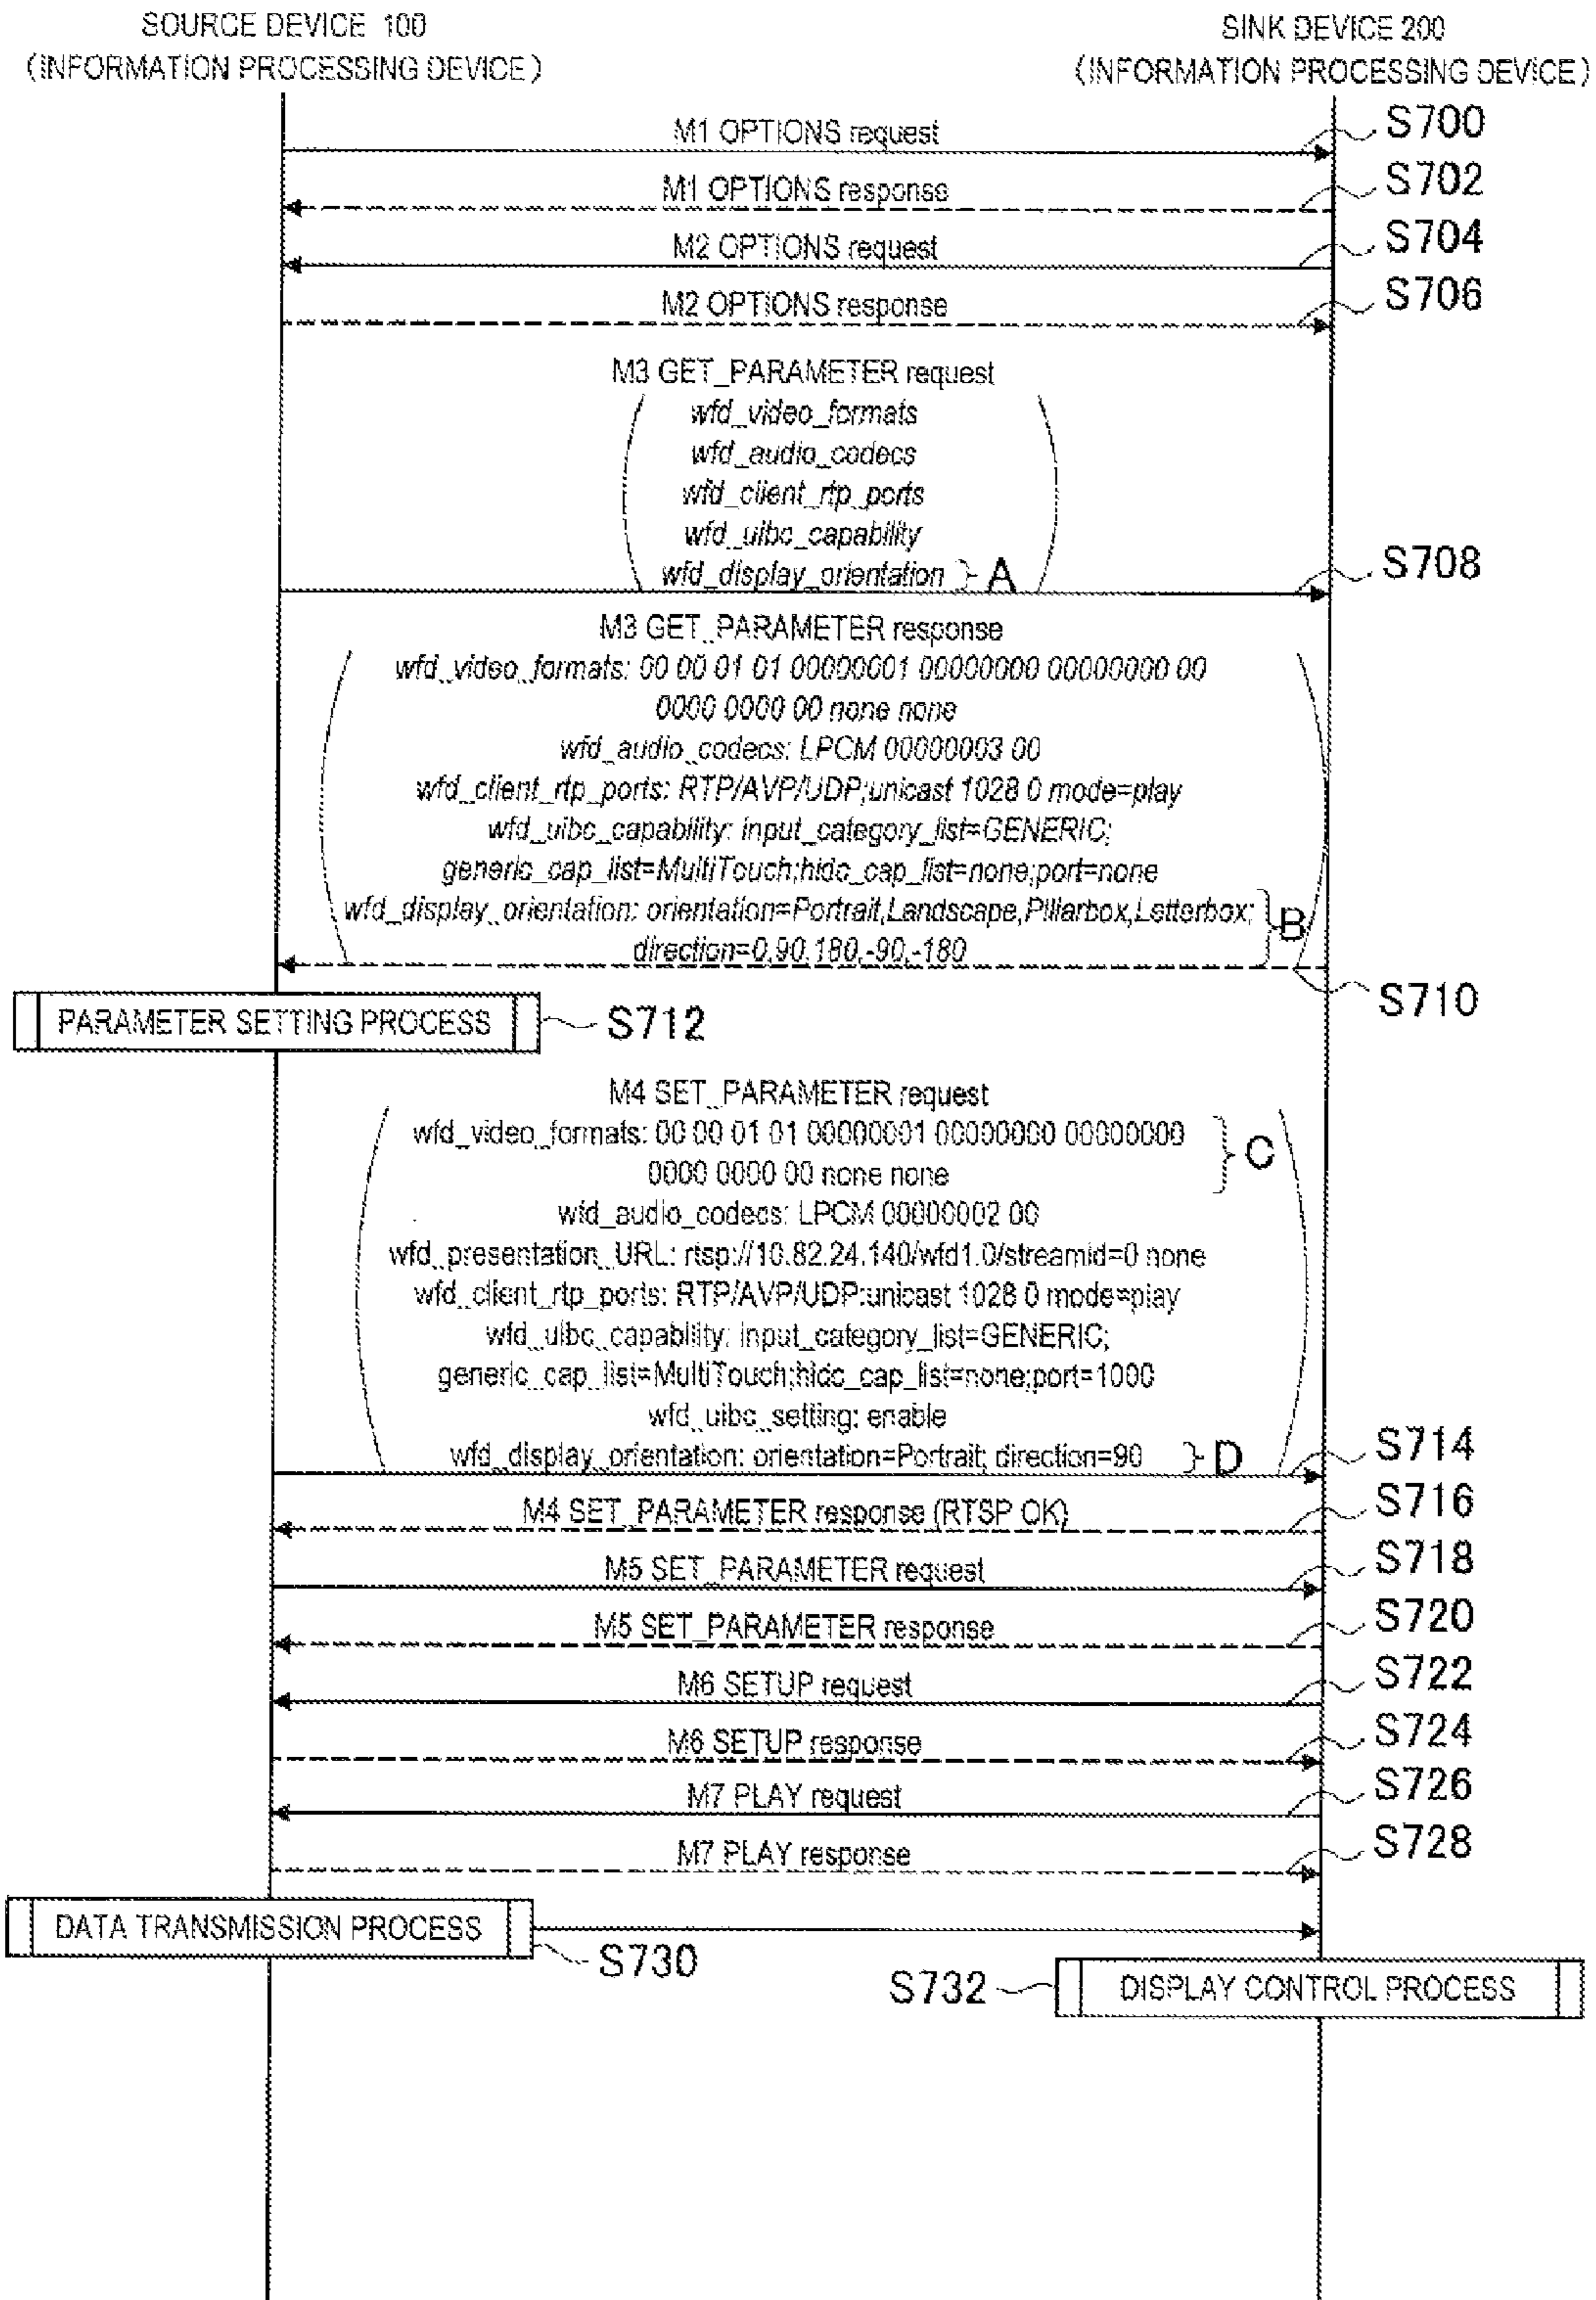 SOURCE DEVICE 100
(INFORMATION PROCESSING DEVICE)
SINK DEVICE 200
(INFORMATION PROCESSING DEVICE)
M1 OPTIONS request
S700
M1 OPTIONS response
S702
M2 OPTIONS request
S704
M2 OPTIONS response
S706
M3 GET_PARAMETER request
wfd_video_formats
wfd_audio_codecs
wfd_client_rtp_ports
wfd_uibc_capability
wfd_display_orientation } A
S708
M3 GET_PARAMETER response
wfd_video_formats: 00 00 01 01 00000001 00000000 00000000 00
0000 0000 00 none none
wfd_audio_codecs: LPCM 00000003 00
wfd_client_rtp_ports: RTP/AVP/UDP;unicast 1028 0 mode=play
wfd_uibc_capability: input_category_list=GENERIC;
generic_cap_list=MultiTouch;hidc_cap_list=none;port=none
wfd_display_orientation: orientation=Portrait,Landscape,Pillarbox,Letterbox;
direction=0,90,180,-90,-180
B
S710
PARAMETER SETTING PROCESS
S712
M4 SET_PARAMETER request
wfd_video_formats: 00 00 01 01 00000001 00000000 00000000
0000 0000 00 none none
C
wfd_audio_codecs: LPCM 00000002 00
wfd_presentation_URL: rtsp://10.82.24.140/wfd1.0/streamid=0 none
wfd_client_rtp_ports: RTP/AVP/UDP:unicast 1028 0 mode=play
wfd_uibc_capability: input_category_list=GENERIC;
generic_cap_list=MultiTouch;hidc_cap_list=none;port=1000
wfd_uibc_setting: enable
wfd_display_orientation: orientation=Portrait; direction=90 } D
S714
M4 SET_PARAMETER response (RTSP OK)
S716
M5 SET_PARAMETER request
S718
M5 SET_PARAMETER response
S720
M6 SETUP request
S722
M6 SETUP response
S724
M7 PLAY request
S726
M7 PLAY response
S728
DATA TRANSMISSION PROCESS
S730
S732
DISPLAY CONTROL PROCESS